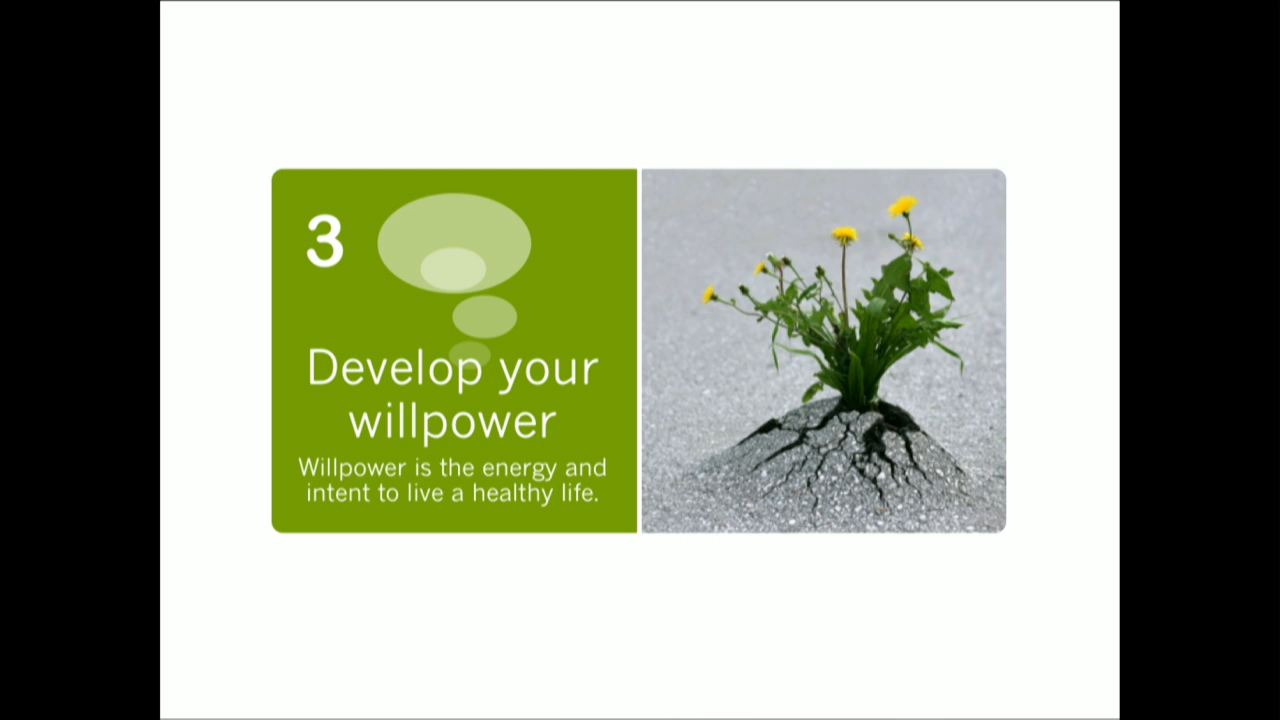 3
Develop your
willpower
Willpower is the energy and
intent to live a healthy life.